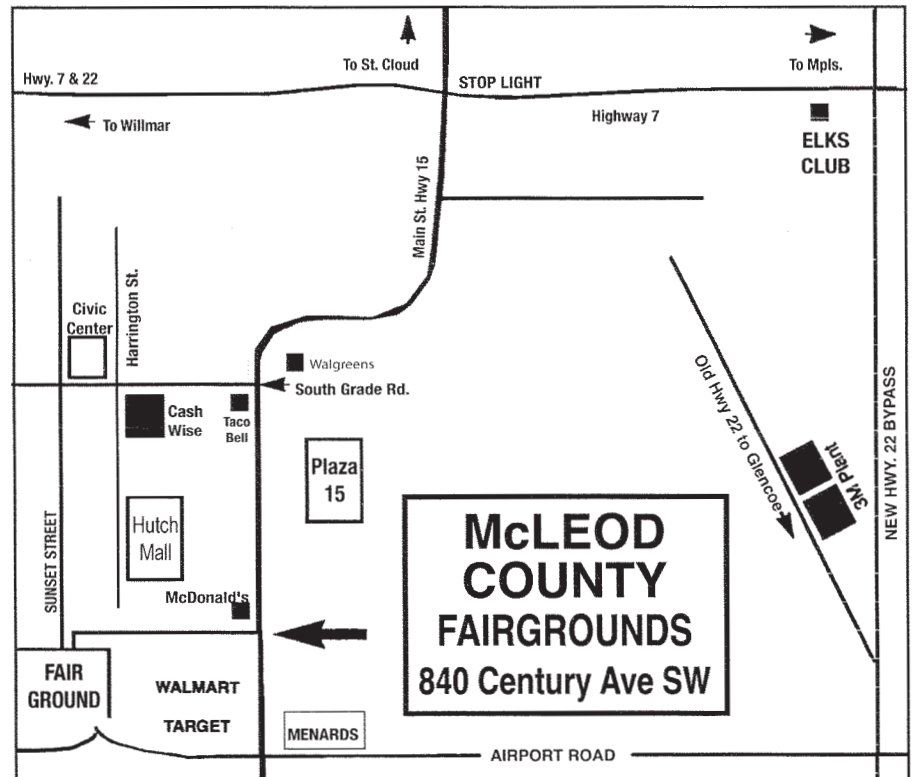 To St. Cloud
To Mpls.
Hwy. 7 & 22
STOP LIGHT
To Willmar
Highway 7
ELKS
CLUB
Main St. Hwy 15
Harrington St.
Civic
Center
Walgreens
South Grade Rd.
Old Hwy 22 to Glencoe
Cash
Wise
Taco
Bell
Plaza
15
3M Plant
NEW HWY. 22 BYPASS
SUNSET STREET
Hutch
Mall
McLEOD
COUNTY
FAIRGROUNDS
840 Century Ave SW
McDonald's
FAIR
GROUND
WALMART
TARGET
MENARDS
AIRPORT ROAD